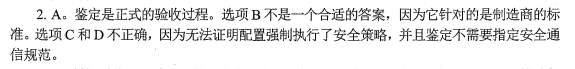 2. A。鉴定是正式的验收过程。选项 B 不是一个合适的答案，因为它针对的是制造商的标
准。选项 C 和 D 不正确，因为无法证明配置强制执行了安全策略，并且鉴定不需要指定安全通
信规范。